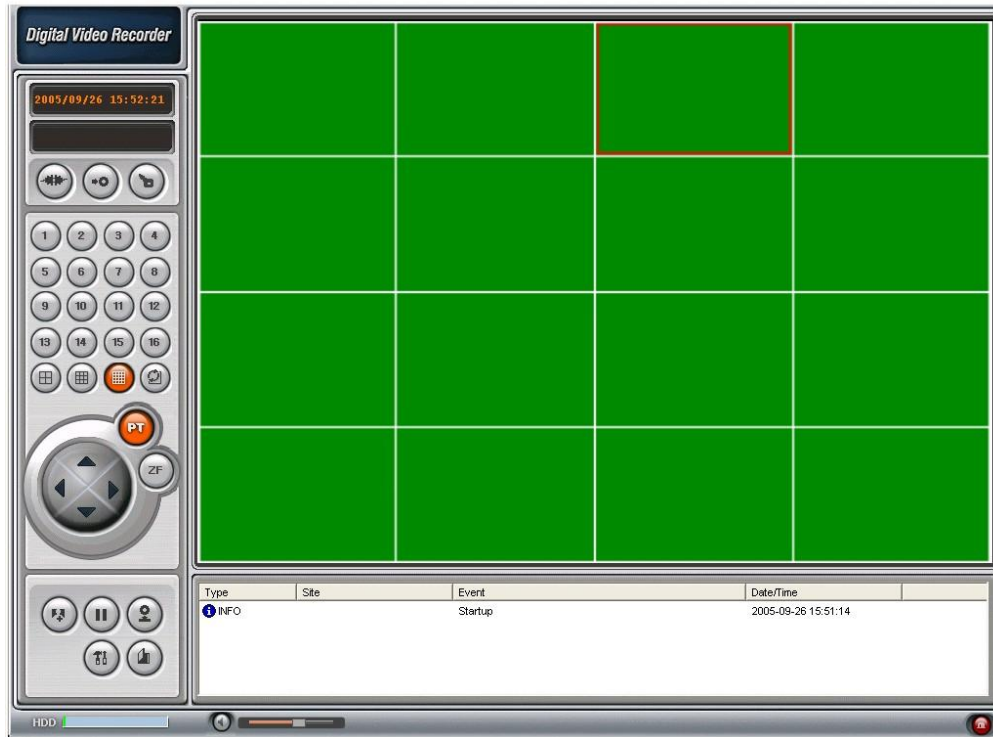 Digital Video Recorder
2005/09/26 15:52:21
1 2 3 4
5 6 7 8
9 10 11 12
13 14 15 16
PT
ZF
Type Site Event Date/Time
INFO Startup 2005-09-26 15:51:14
HDD